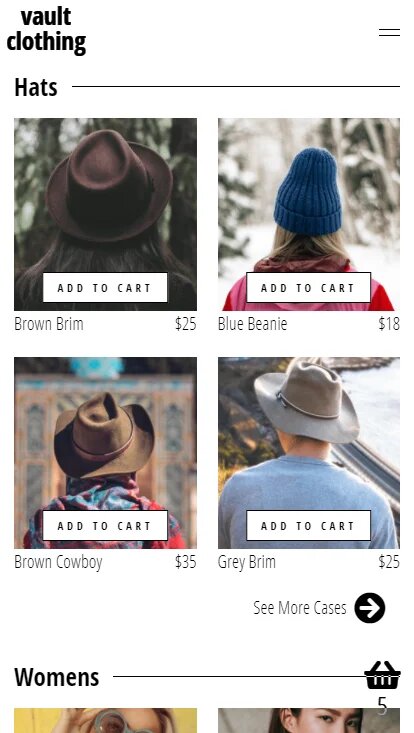 vault
clothing
Hats
ADD TO CART
ADD TO CART
Brown Brim $25
Blue Beanie $18
ADD TO CART
ADD TO CART
Brown Cowboy $35
Grey Brim $25
See More Cases
Womens
5